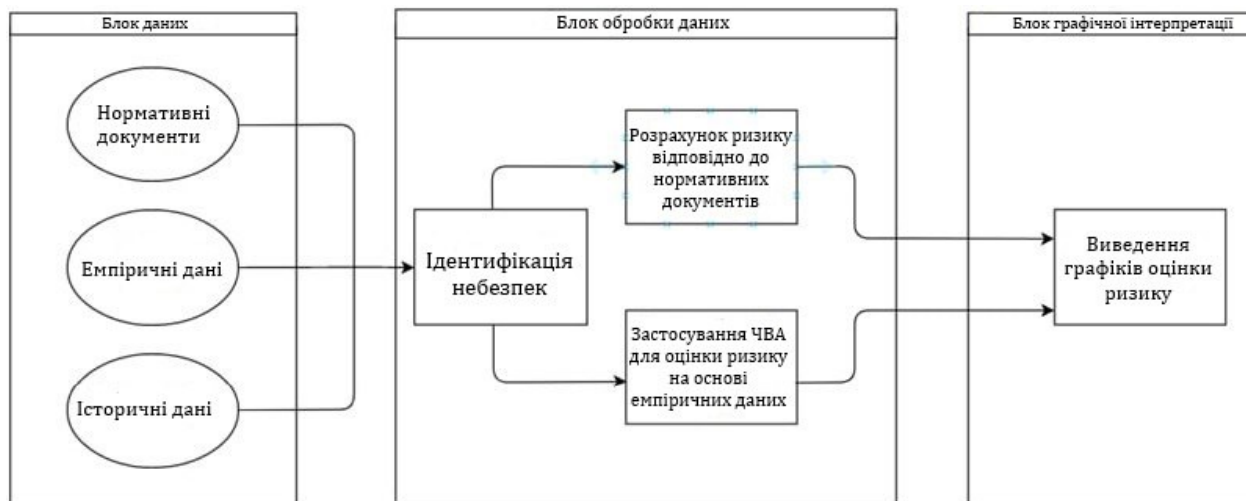 Блок даних
Нормативні
документи
Емпіричні дані
Історичні дані
Блок обробки даних
Ідентифікація
небезпек
Розрахунок ризику
відповідно до
нормативних
документів
Застосування ЧВА
для оцінки ризику
на основі
емпіричних даних
Блок графічної інтерпретації
Виведення
графіків оцінки
ризику